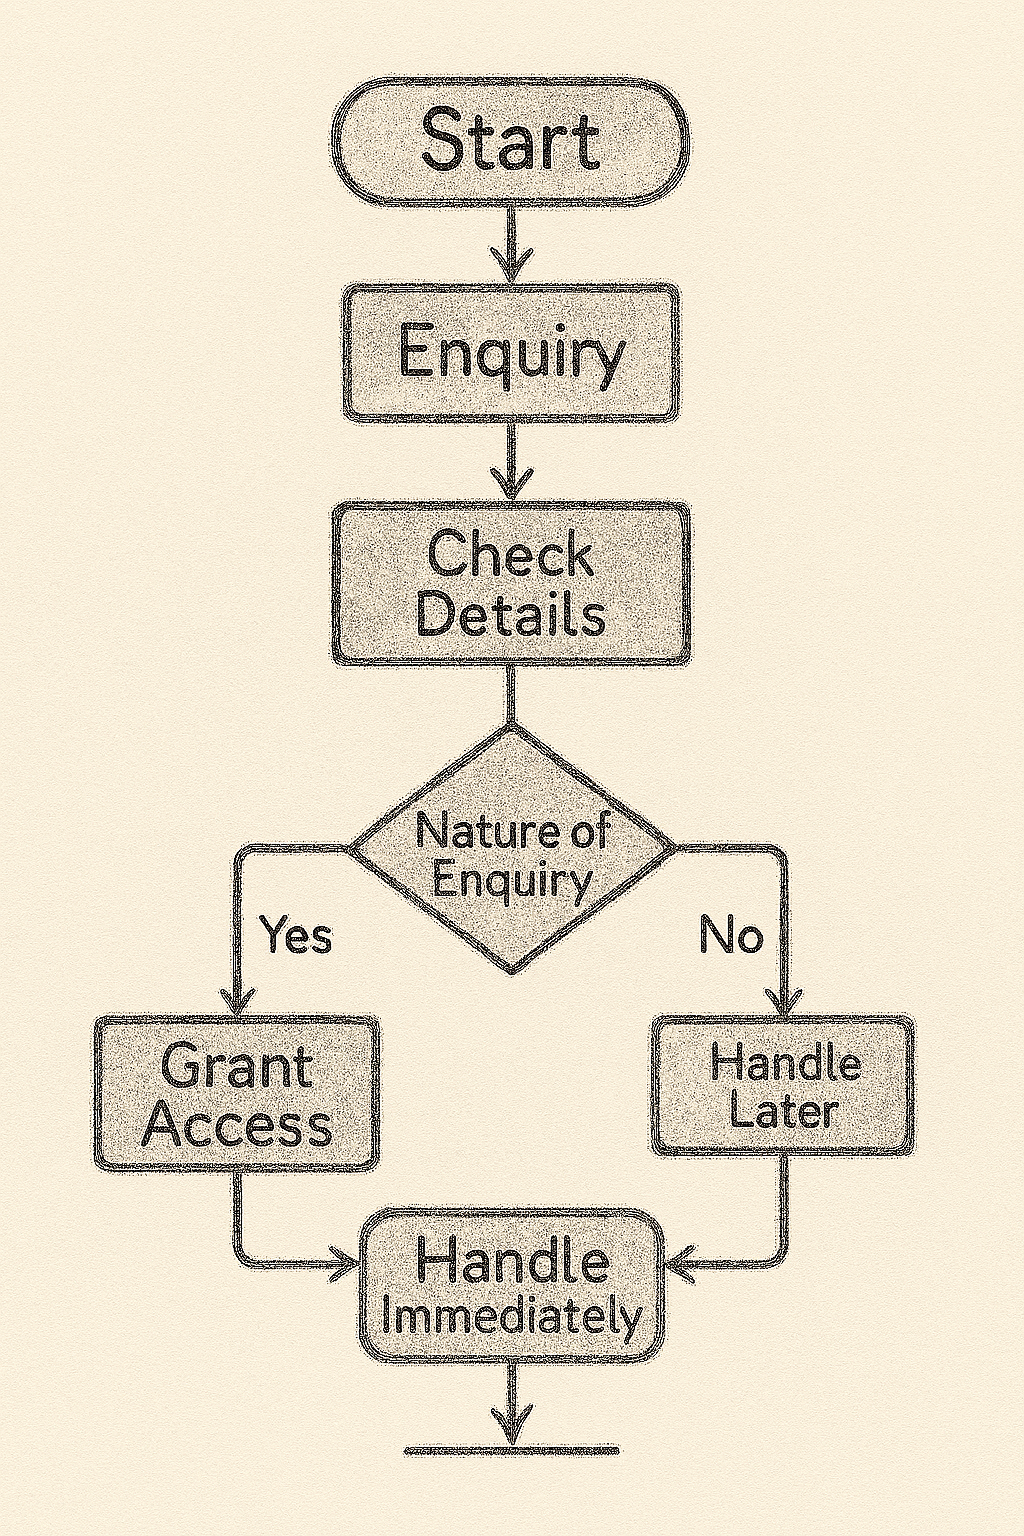 Start
Enquiry
Check
Details
Nature of
Enquiry
Yes
No
Grant
Access
Handle
Later
Handle
Immediately